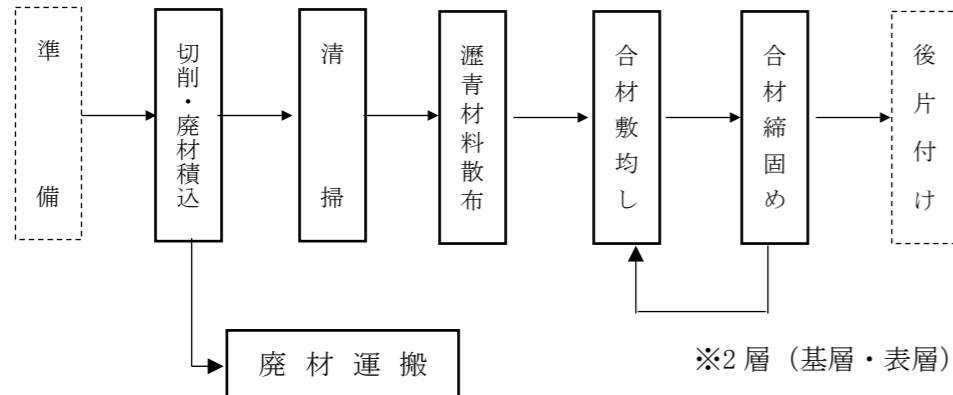 準備
切削・廃材積込
清掃
瀝青材料散布
合材敷均し
合材締固め
後片付け
廃材運搬
※2層（基層・表層）